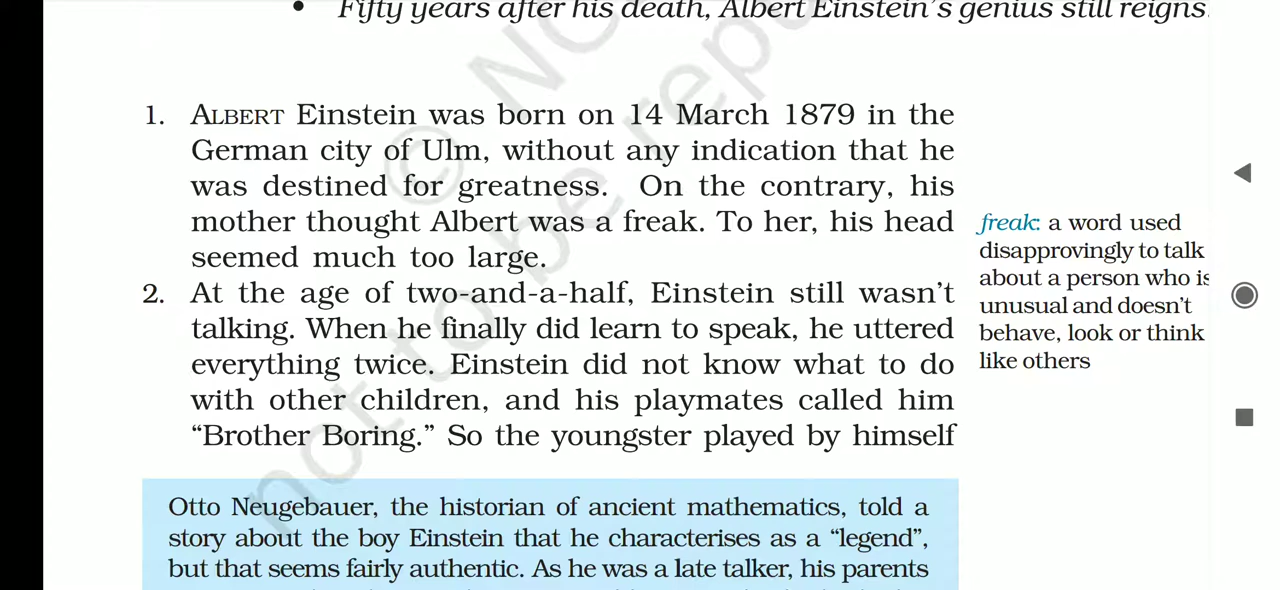 • Fifty years after his death, Albert Einstein's genius still reigns.
1. ALBERT Einstein was born on 14 March 1879 in the
German city of Ulm, without any indication that he
was destined for greatness. On the contrary, his
mother thought Albert was a freak. To her, his head
seemed much too large.
2. At the age of two-and-a-half, Einstein still wasn't
talking. When he finally did learn to speak, he uttered
everything twice. Einstein did not know what to do
with other children, and his playmates called him
“Brother Boring.” So the youngster played by himself
freak: a word used
disapprovingly to talk
about a person who is
unusual and doesn't
behave, look or think
like others
Otto Neugebauer, the historian of ancient mathematics, told a
story about the boy Einstein that he characterises as a “legend”,
but that seems fairly authentic. As he was a late talker, his parents
© NC
not to be repu